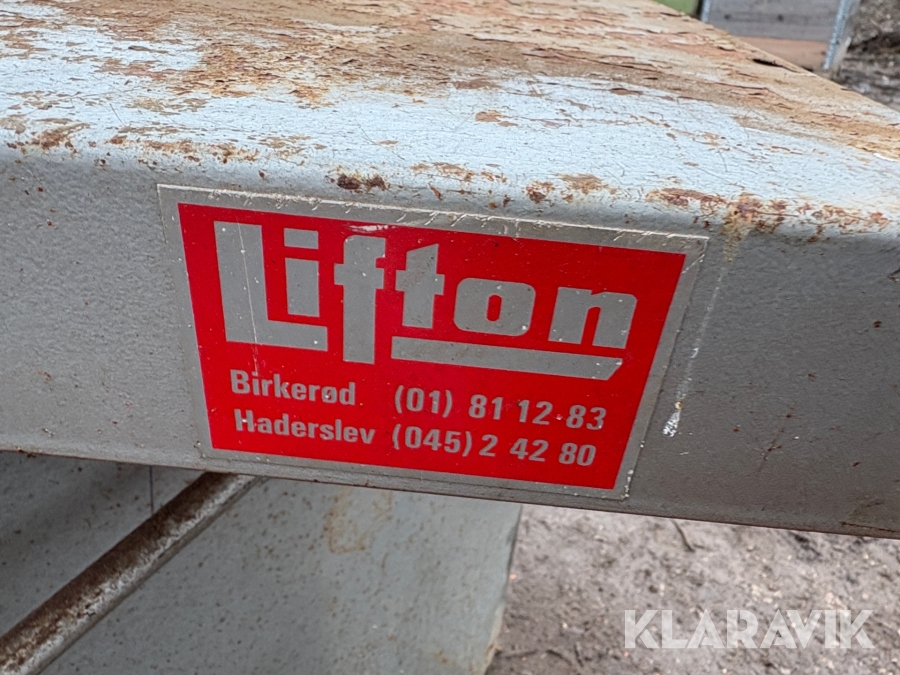 Lifton
Birkerød (01) 81 12 83
Haderslev (045) 2 42 80
KLARAVIK